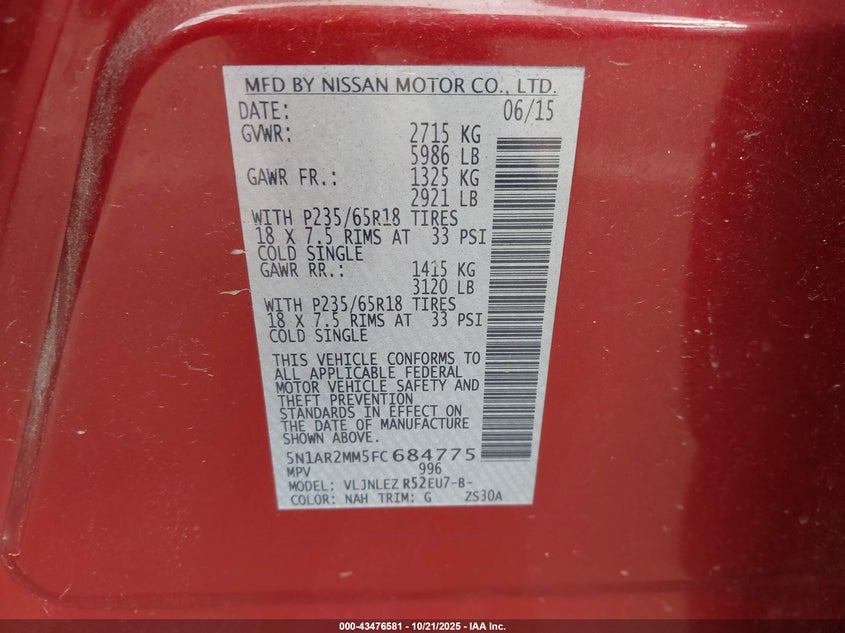 MFD BY NISSAN MOTOR CO., LTD.
DATE: 06/15
GVWR: 2715 KG
5986 LB
GAWR FR.: 1325 KG
2921 LB
WITH P235/65R18 TIRES
18 X 7.5 RIMS AT 33 PSI
COLD SINGLE
GAWR RR.: 1415 KG
3120 LB
WITH P235/65R18 TIRES
18 X 7.5 RIMS AT 33 PSI
COLD SINGLE
THIS VEHICLE CONFORMS TO
ALL APPLICABLE FEDERAL
MOTOR VEHICLE SAFETY AND
THEFT PREVENTION
STANDARDS IN EFFECT ON
THE DATE OF MANUFACTURE
SHOWN ABOVE.
5N1AR2MM5FC684775
MPV 996
MODEL: VLJNLEZ R52EU7-B-
COLOR: NAH TRIM: G ZS30A
000-43476581 - 10/21/2025 - IAA Inc.